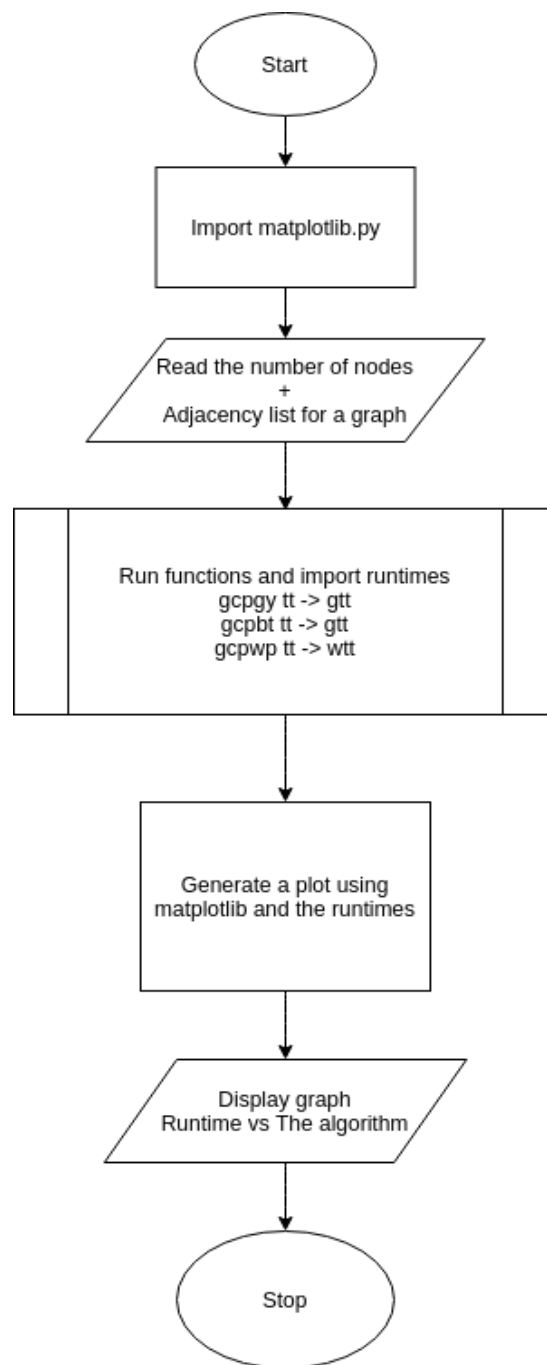 Start
Import matplotlib.py
Read the number of nodes
+
Adjacency list for a graph
Run functions and import runtimes
gcpgy tt -> gtt
gcpbt tt -> gtt
gcpwp tt -> wtt
Generate a plot using
matplotlib and the runtimes
Display graph
Runtime vs The algorithm
Stop